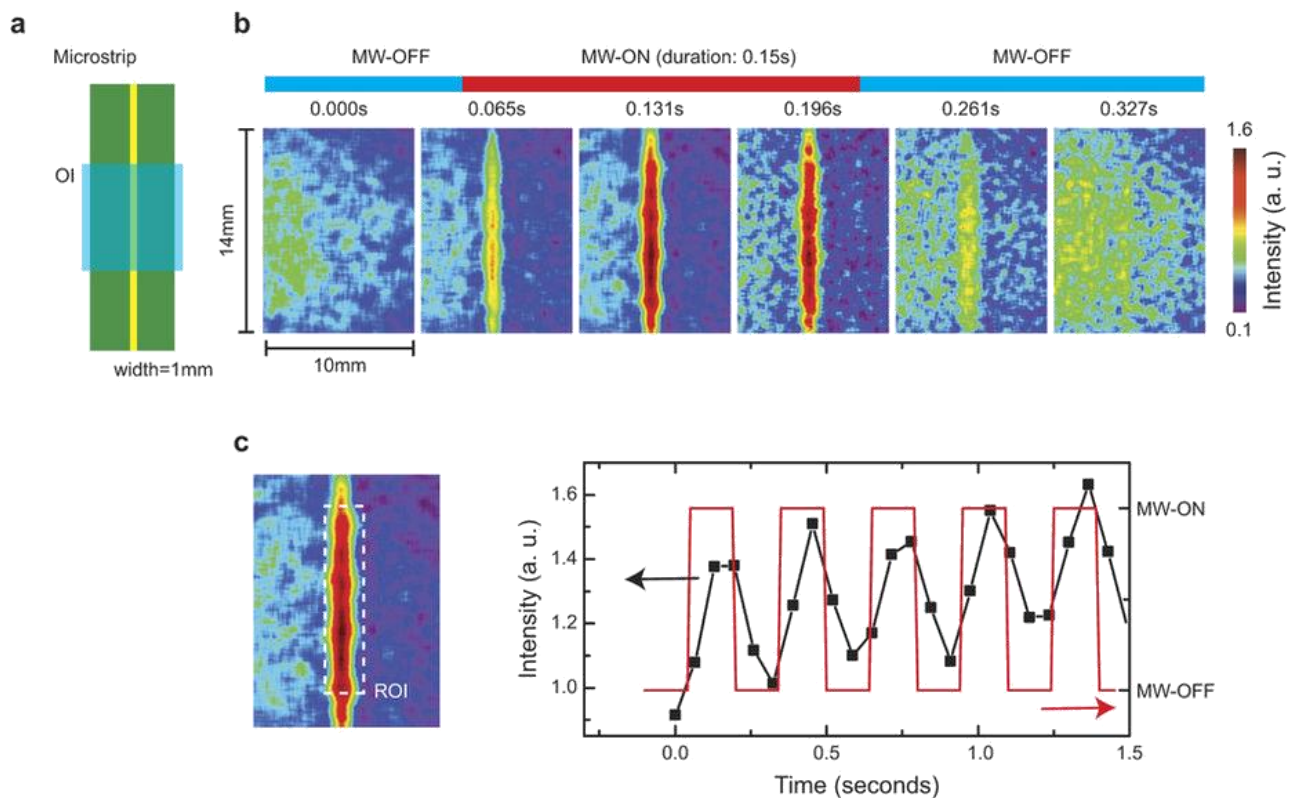 a
Microstrip
OI
width=1mm
b
MW-OFF MW-ON (duration: 0.15s) MW-OFF
0.000s 0.065s 0.131s 0.196s 0.261s 0.327s
14mm
10mm
1.6
Intensity (a. u.)
0.1
c
ROI
Intensity (a. u.)
1.6
1.4
1.2
1.0
MW-ON
MW-OFF
0.0 0.5 1.0 1.5
Time (seconds)